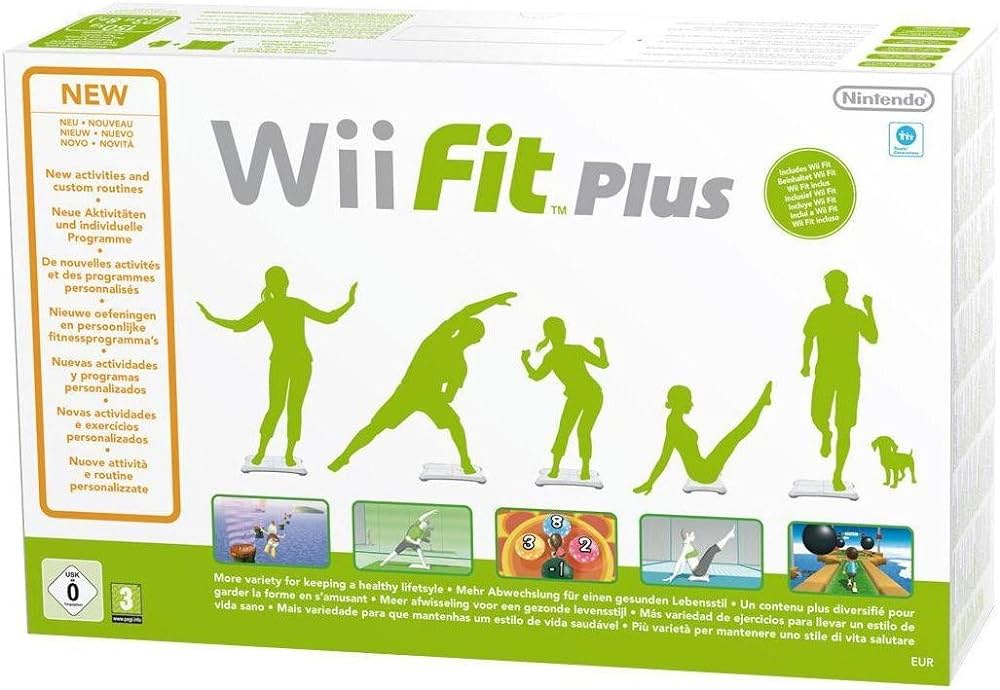 NEW
NEU • NOUVEAU
NIEUW • NUEVO
NOVO • NOVITÀ
New activities and
custom routines
•
Neue Aktivitäten
und individuelle
Programme
•
De nouvelles activités
et des programmes
personnalisés
•
Nieuwe oefeningen
en persoonlijke
fitnessprogramma's
•
Nuevas actividades
y programas
personalizados
•
Novas actividades
e exercícios
personalizados
•
Nuove attività
e routine
personalizzate
Nintendo®
Wii Fit™ Plus
Includes Wii Fit
Beinhaltet Wii Fit
Wii Fit inclus
Inclusief Wii Fit
Incluye Wii Fit
Inclui a Wii Fit
Wii Fit incluso
8
3
2
-1
More variety for keeping a healthy lifetsyle • Mehr Abwechslung für einen gesunden Lebensstil • Un contenu plus diversifié pour
garder la forme en s'amusant • Meer afwisseling voor een gezonde levensstijl • Más variedad de ejercicios para llevar un estilo de
vida sano • Mais variedade para que mantenhas um estilo de vida saudável • Più varietà per mantenere uno stile di vita salutare
USK
0
3
www.pegi.info
EUR